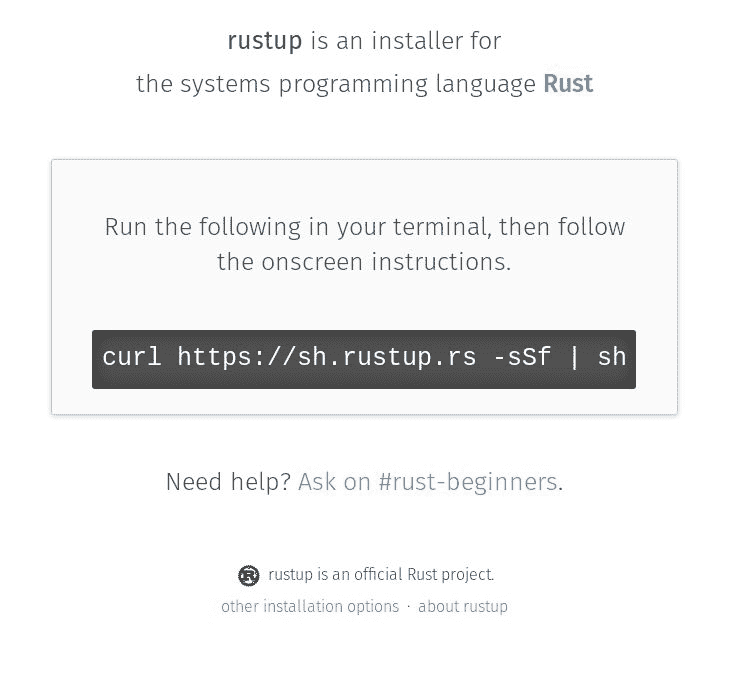 rustup is an installer for
the systems programming language Rust
Run the following in your terminal, then follow
the onscreen instructions.
curl https://sh.rustup.rs -sSf | sh
Need help? Ask on #rust-beginners.
rustup is an official Rust project.
other installation options · about rustup